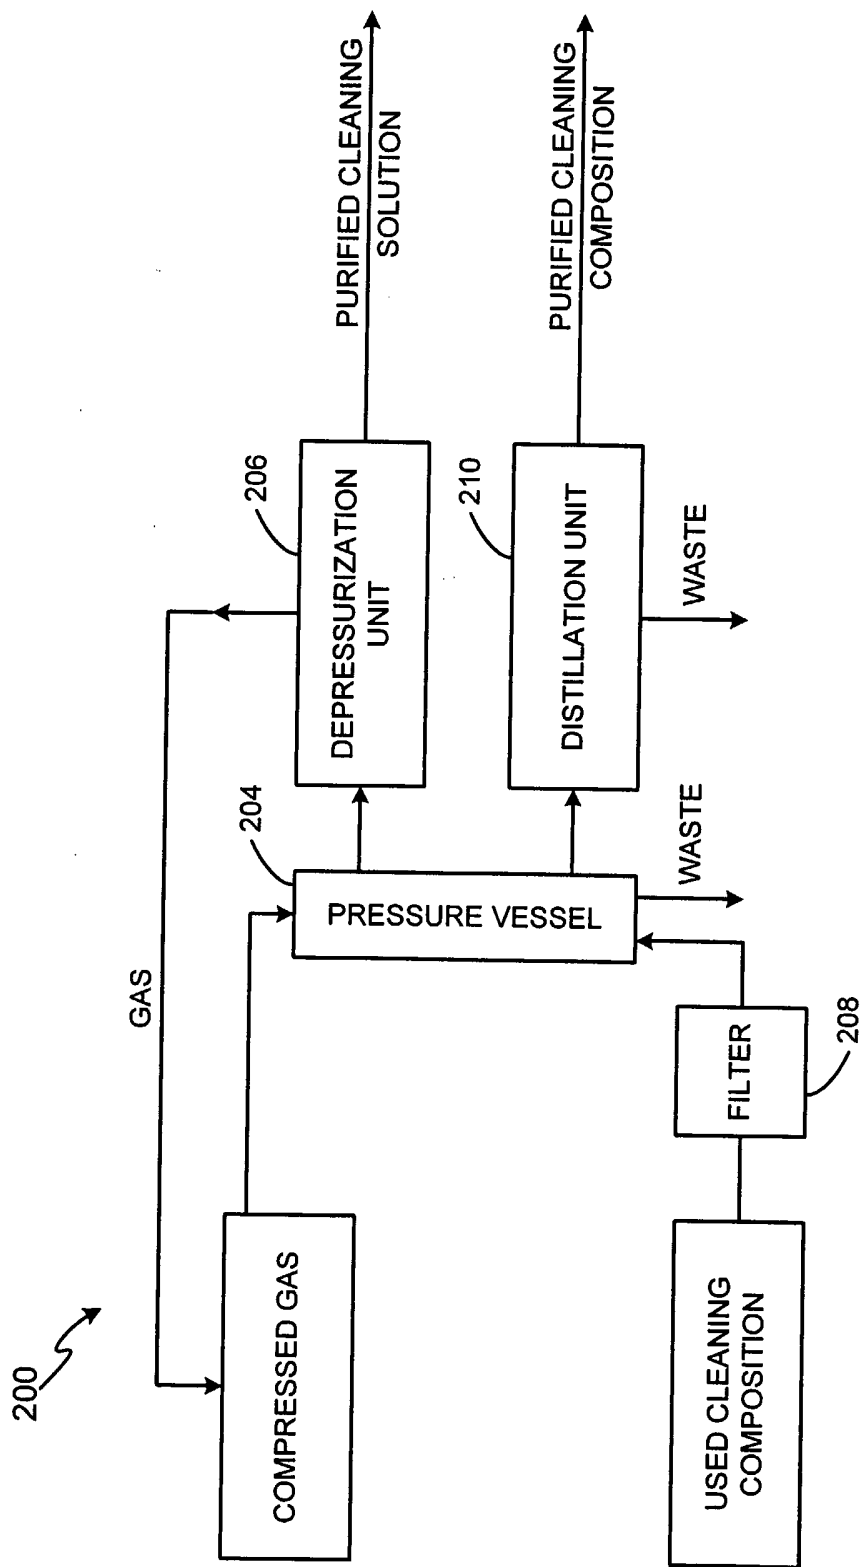 200
GAS
COMPRESSED GAS
204
PRESSURE VESSEL
206
DEPRESSURIZATION
UNIT
PURIFIED CLEANING
SOLUTION
USED CLEANING
COMPOSITION
FILTER
208
WASTE
210
DISTILLATION UNIT
WASTE
PURIFIED CLEANING
COMPOSITION